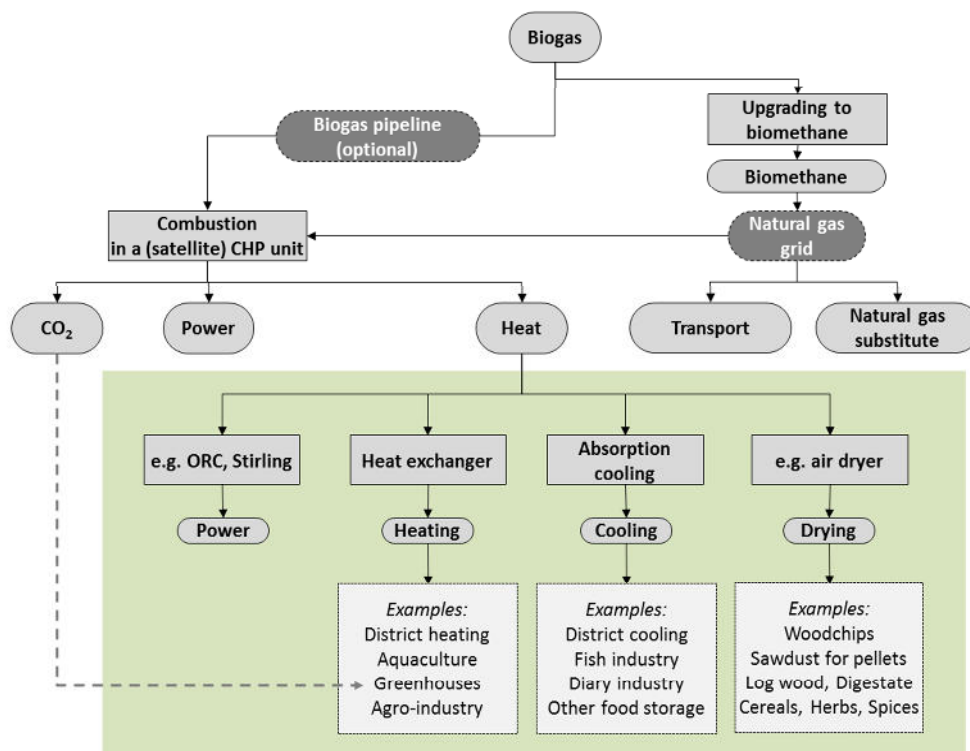 Biogas
Upgrading to
biomethane
Biogas pipeline
(optional)
Biomethane
Combustion
in a (satellite) CHP unit
Natural gas
grid
CO₂
Power
Heat
Transport
Natural gas
substitute
e.g. ORC, Stirling
Heat exchanger
Absorption
cooling
e.g. air dryer
Power
Heating
Cooling
Drying
Examples:
District heating
Aquaculture
Greenhouses
Agro-industry
Examples:
District cooling
Fish industry
Diary industry
Other food storage
Examples:
Woodchips
Sawdust for pellets
Log wood, Digestate
Cereals, Herbs, Spices